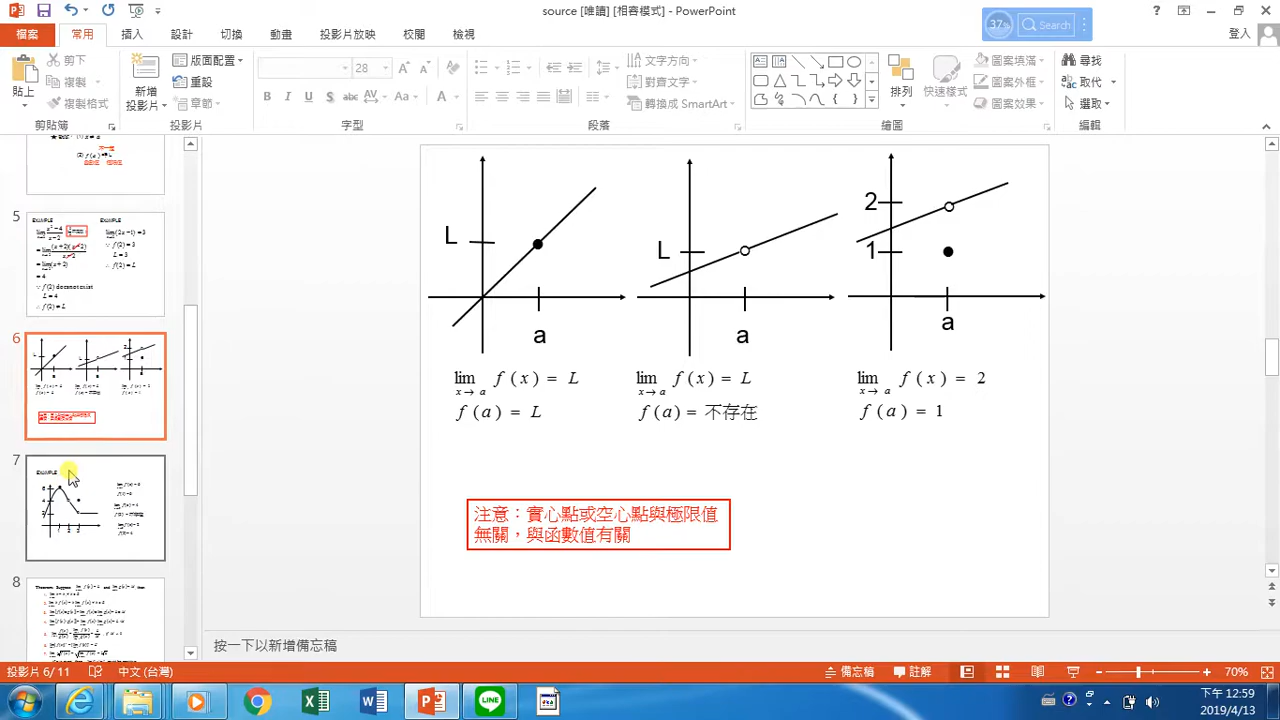 source [唯讀] [相容模式] - PowerPoint
37%
Search
檔案
常用
插入
設計
切換
動畫
投影片放映
校閱
檢視
登入
貼上
剪下
複製
複製格式
剪貼簿
新增
投影片
版面配置
重設
章節
投影片
28
B I U S abc AV Aa A
字型
文字方向
對齊文字
轉換成 SmartArt
段落
排列
快速樣式
圖案填滿
圖案外框
圖案效果
繪圖
尋找
取代
選取
編輯
5
EXAMPLE
EXAMPLE
6
7
EXAMPLE
8
L
a
L
a
2
1
a
lim f ( x ) = L
x → a
f ( a ) = L
lim f ( x ) = L
x → a
f ( a ) = 不存在
lim f ( x ) = 2
x → a
f ( a ) = 1
注意：實心點或空心點與極限值
無關，與函數值有關
按一下以新增備忘稿
投影片 6/11
中文 (台灣)
備忘稿
註解
70%
LINE
下午 12:59
2019/4/13